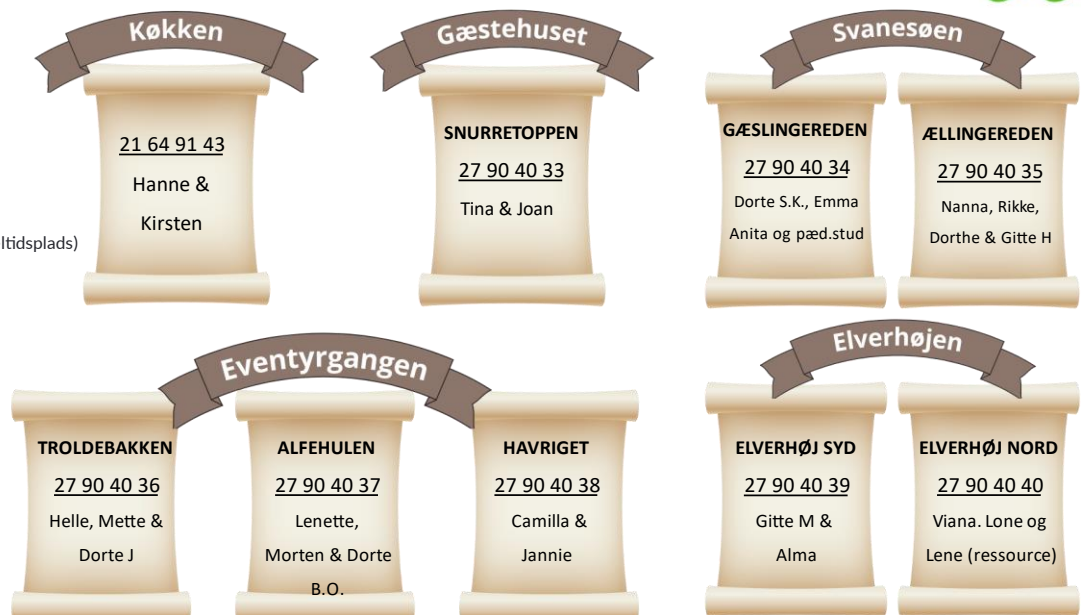 Køkken
21 64 91 43
Hanne &
Kirsten
ltidsplads)
Gæstehuset
SNURRETOPPEN
27 90 40 33
Tina & Joan
Svanesøen
GÆSLINGEREDEN
27 90 40 34
Dorte S.K., Emma
Anita og pæd.stud
ÆLLINGEREDEN
27 90 40 35
Nanna, Rikke,
Dorthe & Gitte H
Eventyrgangen
TROLDEBAKKEN
27 90 40 36
Helle, Mette &
Dorte J
ALFEHULEN
27 90 40 37
Lenette,
Morten & Dorte
B.O.
HAVRIGET
27 90 40 38
Camilla &
Jannie
Elverhøjen
ELVERHØJ SYD
27 90 40 39
Gitte M &
Alma
ELVERHØJ NORD
27 90 40 40
Viana. Lone og
Lene (ressource)